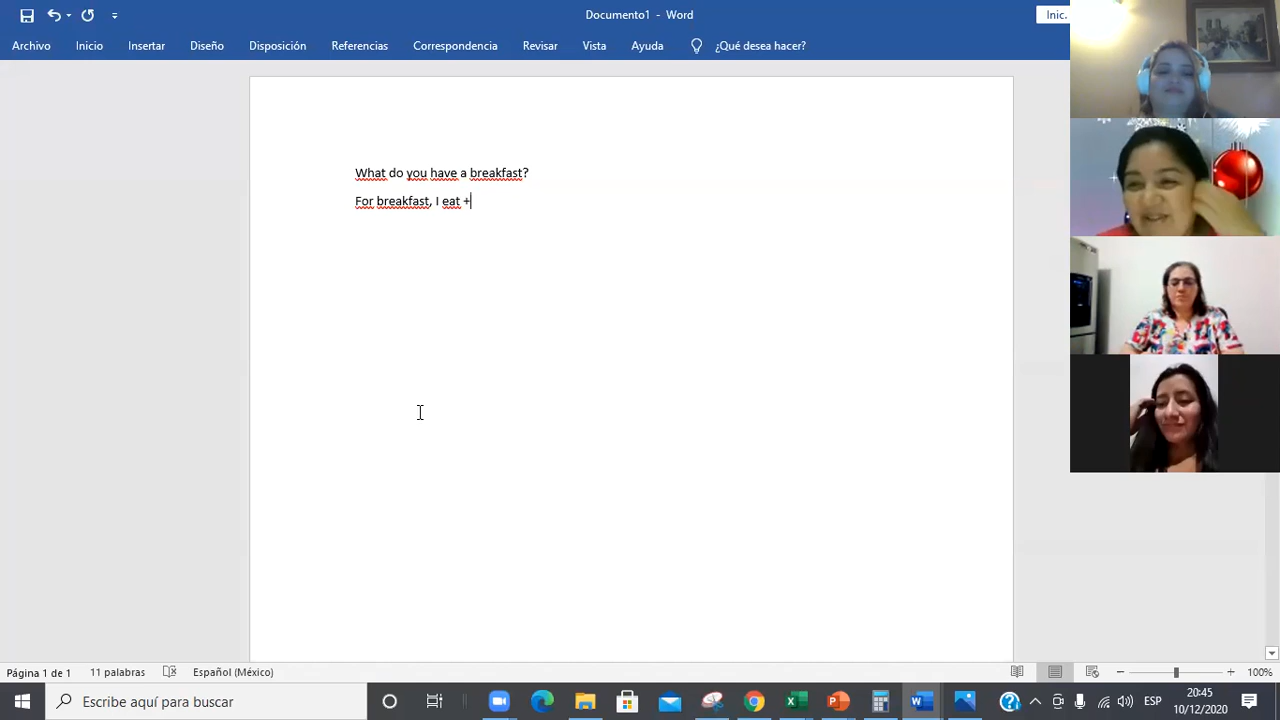 Documento1 - Word
Inic.
Archivo Inicio Insertar Diseño Disposición Referencias Correspondencia Revisar Vista Ayuda ¿Qué desea hacer?
What do you have a breakfast?
For breakfast, I eat +
Página 1 de 1 11 palabras Español (México) 100%
Escribe aquí para buscar
ESP
20:45
10/12/2020